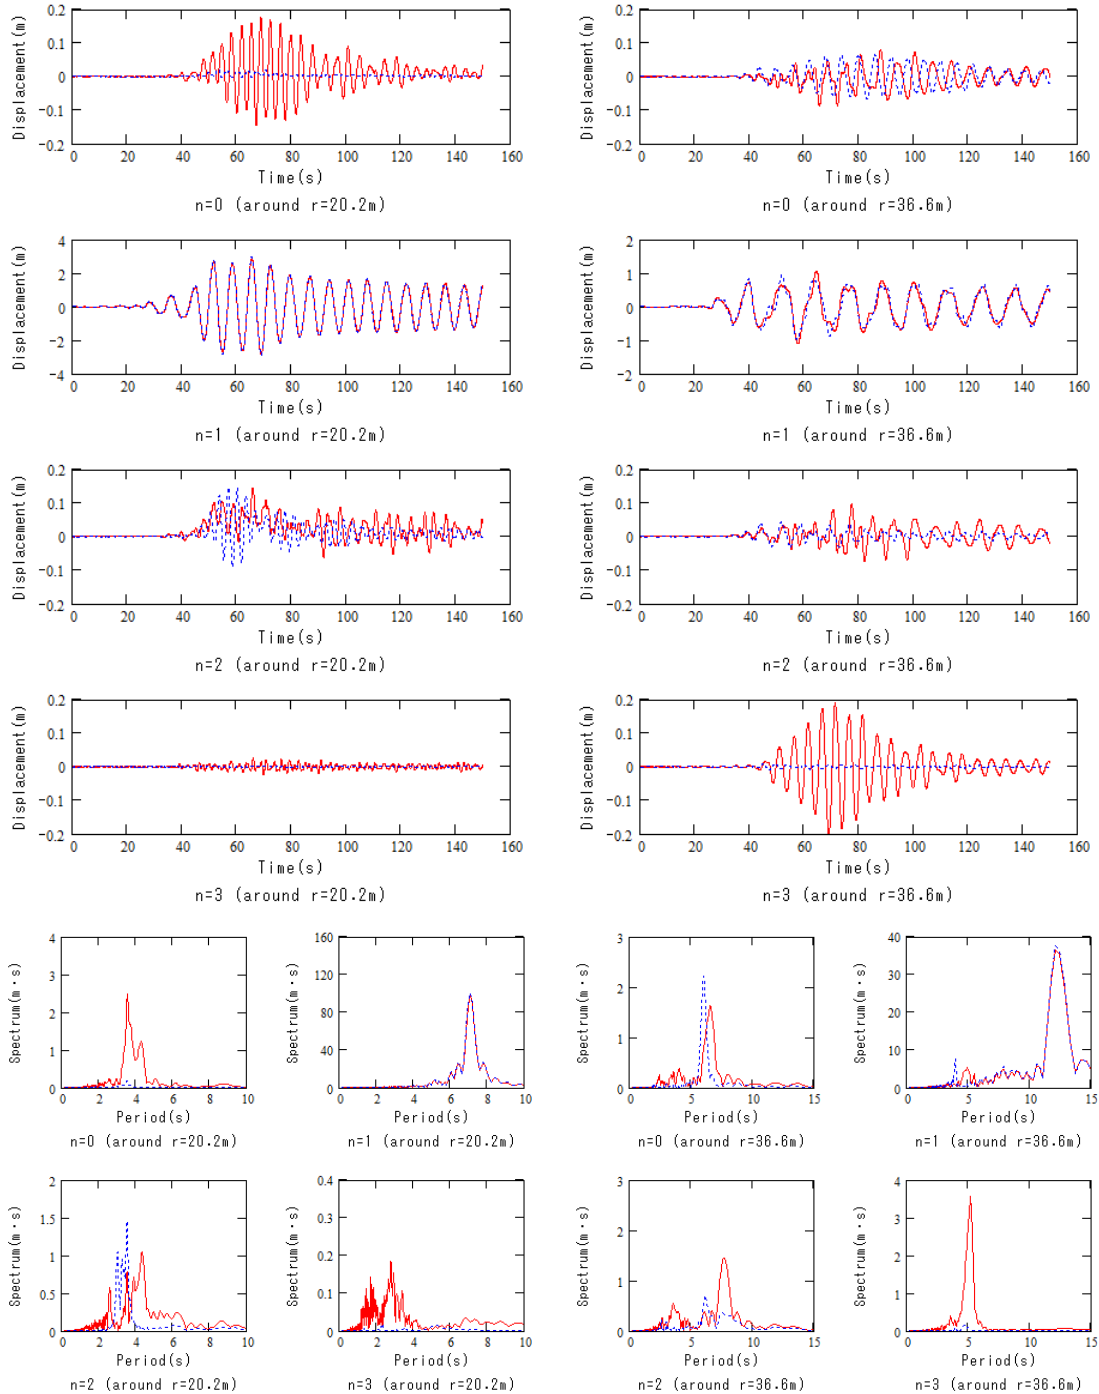 0.2 0.1 0 −0.1 −0.2
Displacement(m)
0 20 40 60 80 100 120 140 160
Time(s)
n=0 (around r=20.2m)
0.2 0.1 0 −0.1 −0.2
Displacement(m)
0 20 40 60 80 100 120 140 160
Time(s)
n=0 (around r=36.6m)
4 2 0 −2 −4
Displacement(m)
0 20 40 60 80 100 120 140 160
Time(s)
n=1 (around r=20.2m)
2 1 0 −1 −2
Displacement(m)
0 20 40 60 80 100 120 140 160
Time(s)
n=1 (around r=36.6m)
0.2 0.1 0 −0.1 −0.2
Displacement(m)
0 20 40 60 80 100 120 140 160
Time(s)
n=2 (around r=20.2m)
0.2 0.1 0 −0.1 −0.2
Displacement(m)
0 20 40 60 80 100 120 140 160
Time(s)
n=2 (around r=36.6m)
0.2 0.1 0 −0.1 −0.2
Displacement(m)
0 20 40 60 80 100 120 140 160
Time(s)
n=3 (around r=20.2m)
0.2 0.1 0 −0.1 −0.2
Displacement(m)
0 20 40 60 80 100 120 140 160
Time(s)
n=3 (around r=36.6m)
4 3 2 1 0
Spectrum(m·s)
0 2 4 6 8 10
Period(s)
n=0 (around r=20.2m)
160 120 80 40 0
Spectrum(m·s)
0 2 4 6 8 10
Period(s)
n=1 (around r=20.2m)
3 2 1 0
Spectrum(m·s)
0 5 10 15
Period(s)
n=0 (around r=36.6m)
40 30 20 10 0
Spectrum(m·s)
0 5 10 15
Period(s)
n=1 (around r=36.6m)
2 1.5 1 0.5 0
Spectrum(m·s)
0 2 4 6 8 10
Period(s)
n=2 (around r=20.2m)
0.4 0.3 0.2 0.1 0
Spectrum(m·s)
0 2 4 6 8 10
Period(s)
n=3 (around r=20.2m)
3 2 1 0
Spectrum(m·s)
0 5 10 15
Period(s)
n=2 (around r=36.6m)
4 3 2 1 0
Spectrum(m·s)
0 5 10 15
Period(s)
n=3 (around r=36.6m)